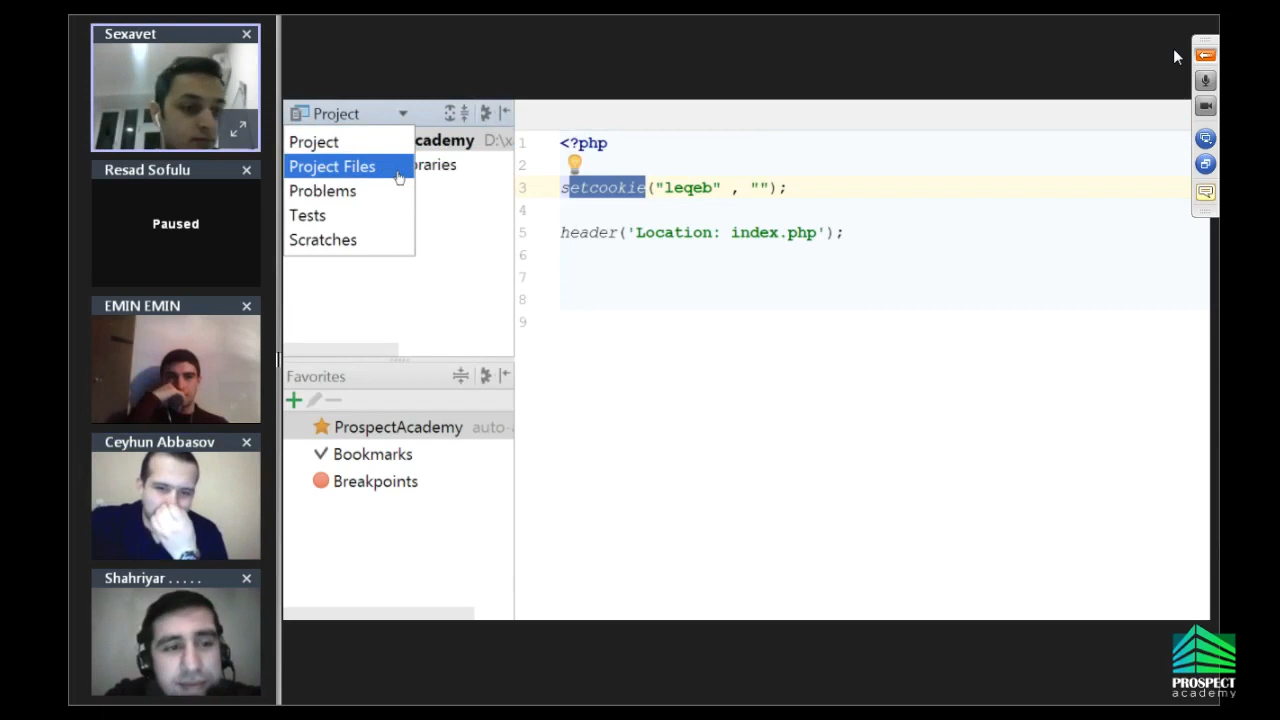 Sexavet
Resad Sofulu
Paused
EMIN EMIN
Ceyhun Abbasov
Shahriyar . . . . .
Project
Project
Project Files
Problems
Tests
Scratches
cademy D:\x
raries
Favorites
ProspectAcademy auto-
Bookmarks
Breakpoints
1 <?php
2
3 setcookie("leqeb" , "");
4
5 header('Location: index.php');
6
7
8
9
PROSPECT
academy